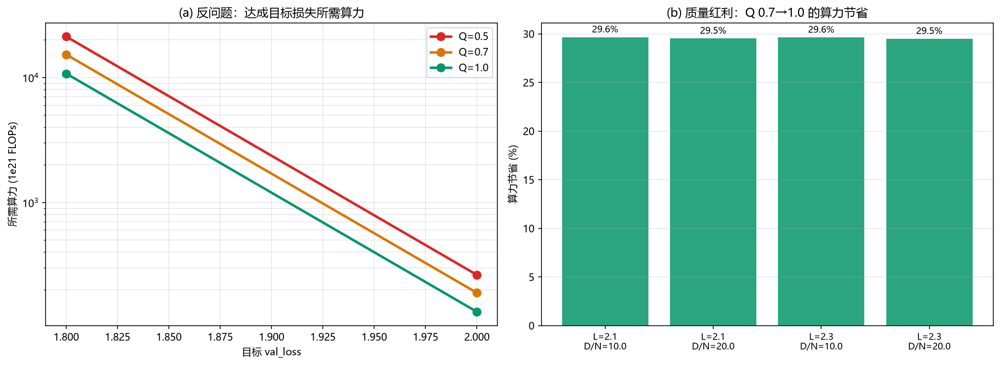 (a) 反问题：达成目标损失所需算力
Q=0.5
Q=0.7
Q=1.0
10⁴
10³
所需算力 (1e21 FLOPs)
1.800 1.825 1.850 1.875 1.900 1.925 1.950 1.975 2.000
目标 val_loss
(b) 质量红利：Q 0.7→1.0 的算力节省
29.6% 29.5% 29.6% 29.5%
30
25
20
15
10
5
0
算力节省 (%)
L=2.1 L=2.1 L=2.3 L=2.3
D/N=10.0 D/N=20.0 D/N=10.0 D/N=20.0